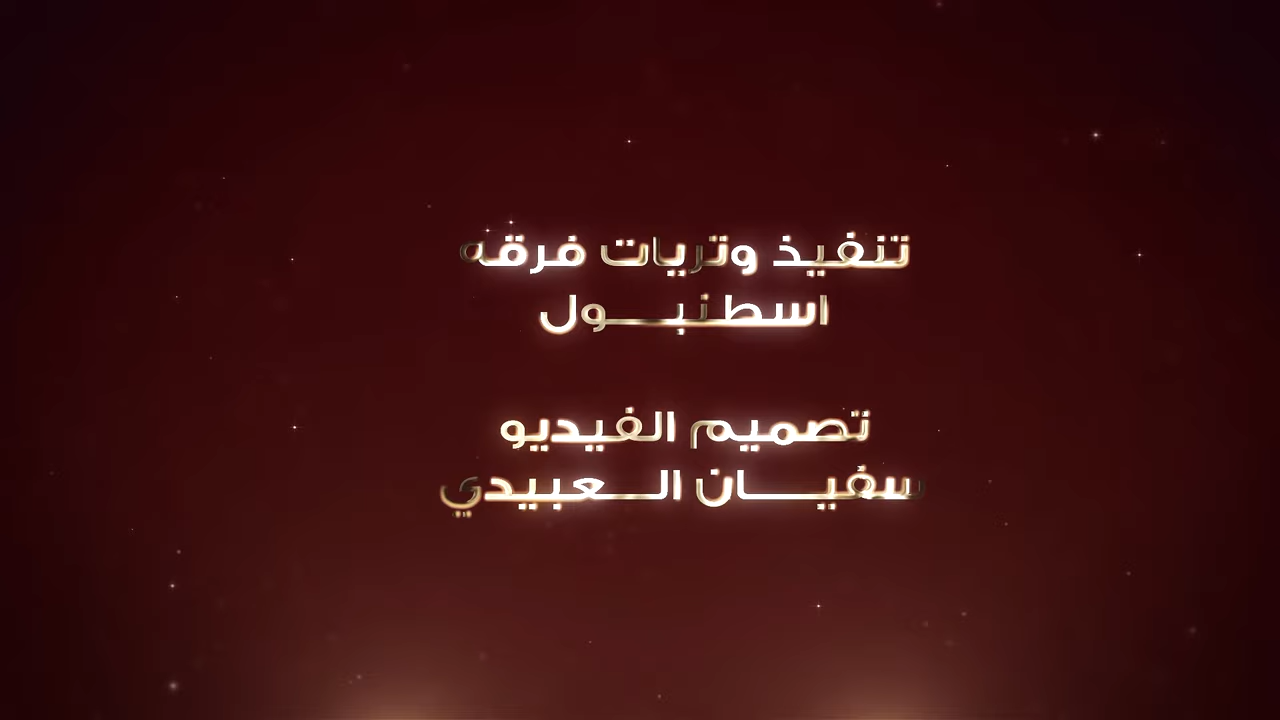 تنفيذ وتريات فرقه
اسطنبـــول
تصميم الفيديو
سفيـــان الـــعبيدي